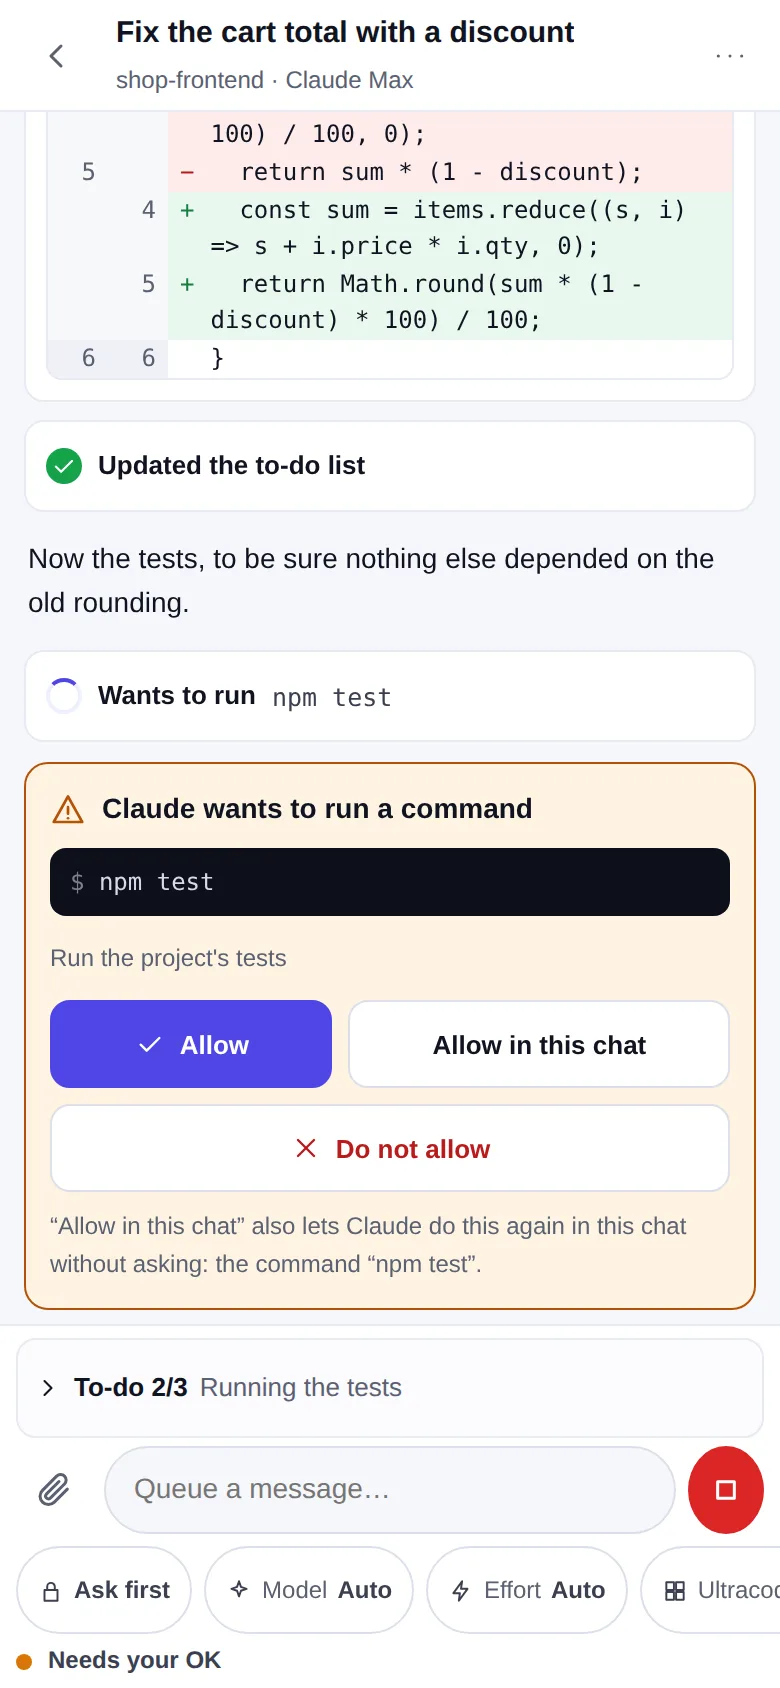 Fix the cart total with a discount
shop-frontend · Claude Max
...
100) / 100, 0);
5 − return sum * (1 - discount);
4 + const sum = items.reduce((s, i)
=> s + i.price * i.qty, 0);
5 + return Math.round(sum * (1 -
discount) * 100) / 100;
6 6 }
Updated the to-do list
Now the tests, to be sure nothing else depended on the
old rounding.
Wants to run npm test
Claude wants to run a command
$ npm test
Run the project's tests
Allow
Allow in this chat
Do not allow
“Allow in this chat” also lets Claude do this again in this chat
without asking: the command “npm test”.
To-do 2/3 Running the tests
Queue a message…
Ask first Model Auto Effort Auto Ultracod
Needs your OK